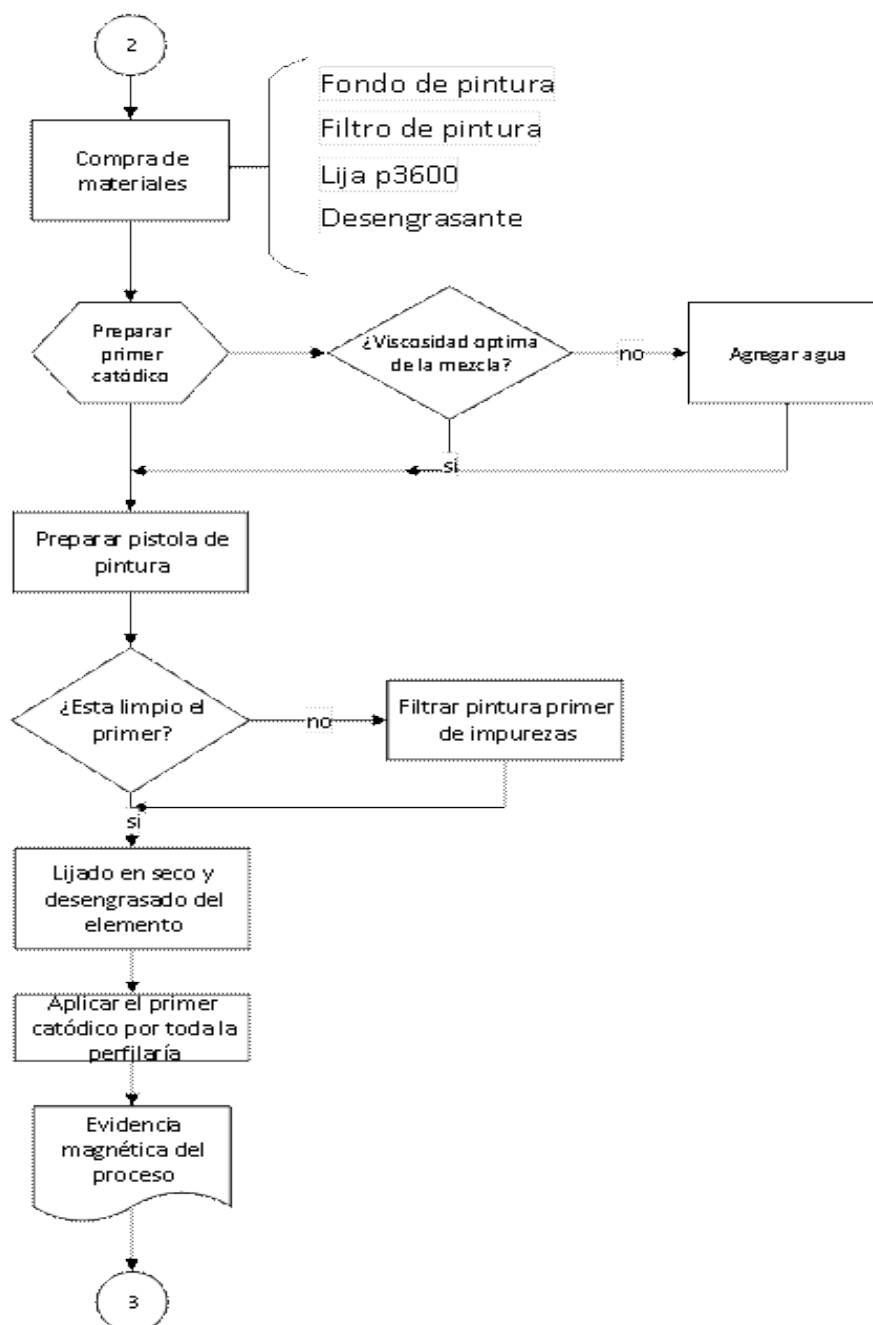 2
Compra de
materiales
Fondo de pintura
Filtro de pintura
Lija p3600
Desengrasante
Preparar
primer
catódico
¿Viscosidad optima
de la mezcla?
no
Agregar agua
si
Preparar pistola de
pintura
¿Esta limpio el
primer?
no
Filtrar pintura primer
de impurezas
si
Lijado en seco y
desengrasado del
elemento
Aplicar el primer
catódico por toda la
perfilaría
Evidencia
magnética del
proceso
3